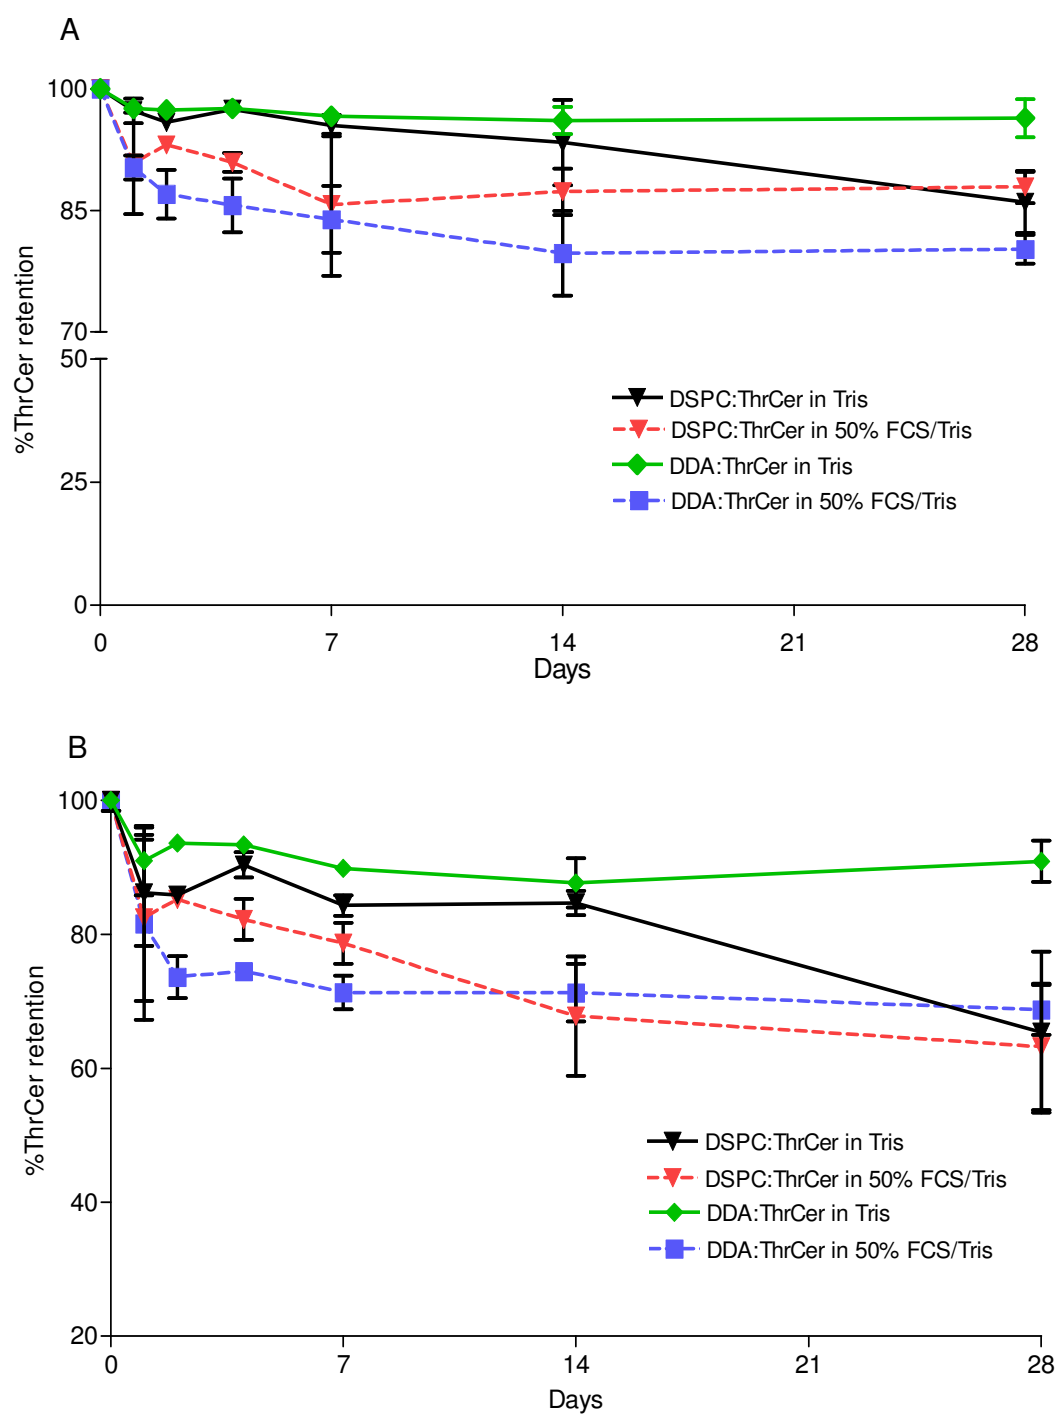 A
100
85
70
50
25
0
%ThrCer retention
DSPC:ThrCer in Tris
DSPC:ThrCer in 50% FCS/Tris
DDA:ThrCer in Tris
DDA:ThrCer in 50% FCS/Tris
0 7 14 21 28
Days
B
100
80
60
40
20
%ThrCer retention
DSPC:ThrCer in Tris
DSPC:ThrCer in 50% FCS/Tris
DDA:ThrCer in Tris
DDA:ThrCer in 50% FCS/Tris
0 7 14 21 28
Days